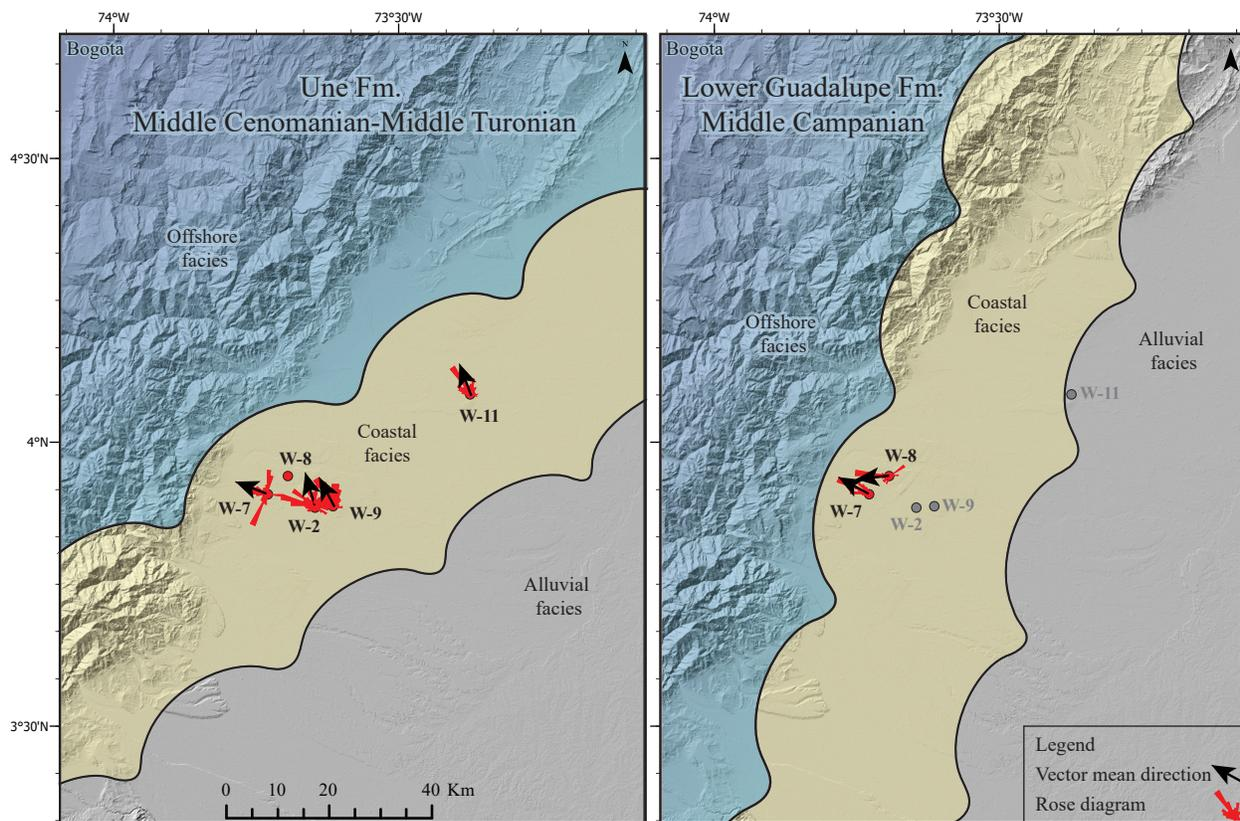 74°W
73°30'W
74°W
73°30'W
Bogota
N
Une Fm.
Middle Cenomanian-Middle Turonian
4°30'N
Offshore
facies
W-11
Coastal
facies
4°N
W-8
W-7
W-2
W-9
Alluvial
facies
3°30'N
0 10 20 40 Km
Bogota
N
Lower Guadalupe Fm.
Middle Campanian
Coastal
facies
Offshore
facies
Alluvial
facies
W-11
W-8
W-7
W-9
W-2
Legend
Vector mean direction
Rose diagram